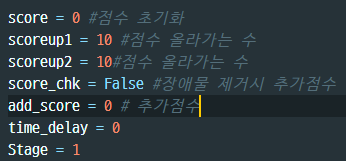 score = 0 #점수 초기화
scoreup1 = 10 #점수 올라가는 수
scoreup2 = 10#점수 올라가는 수
score_chk = False #장애물 제거시 추가점수
add_score = 0 # 추가점수
time_delay = 0
Stage = 1